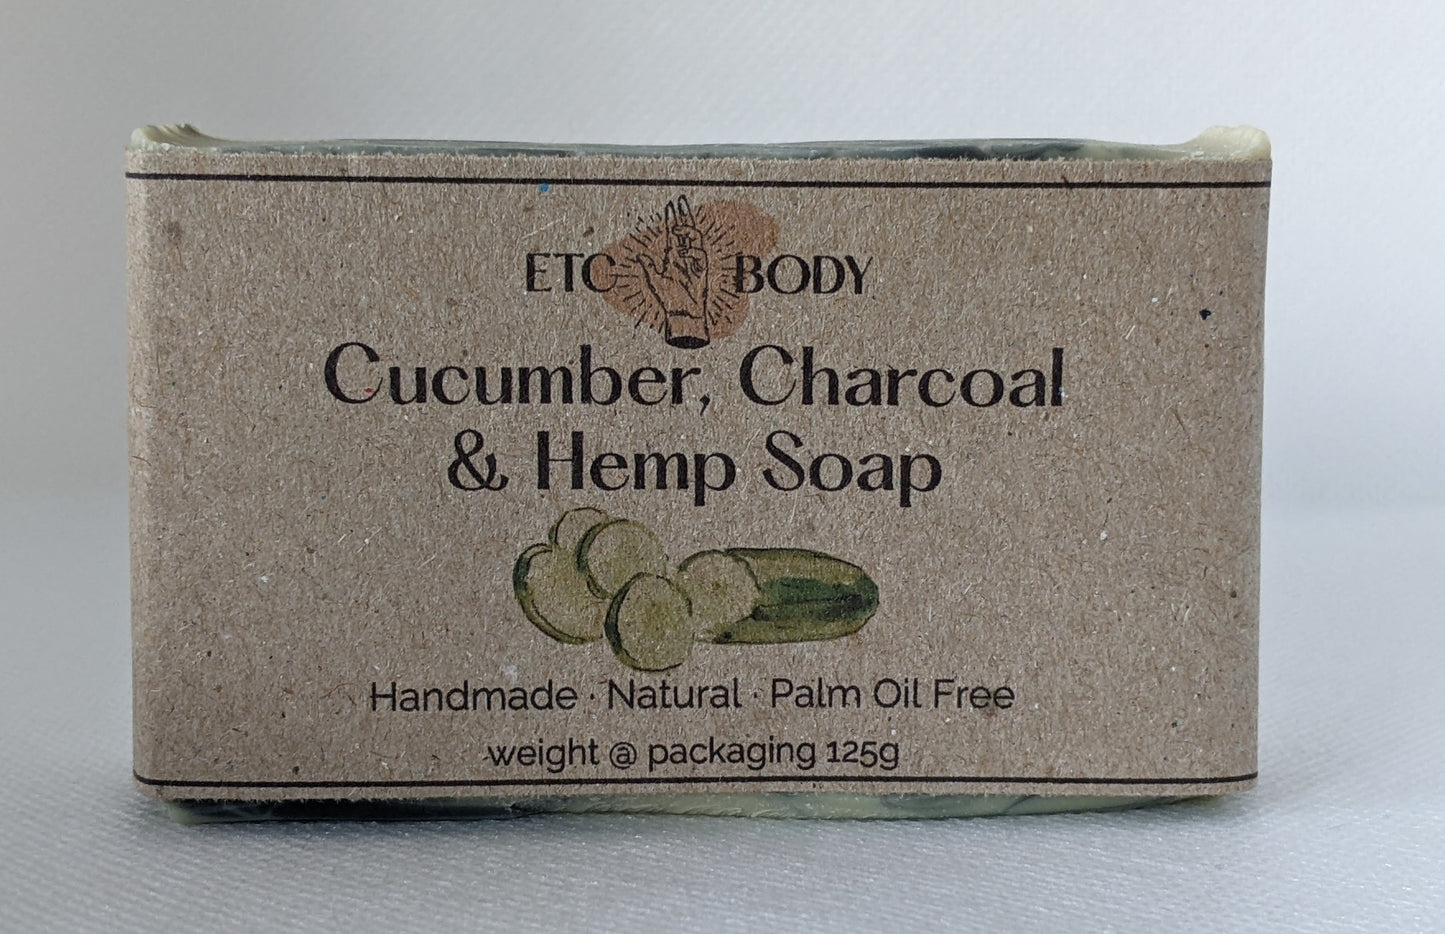 ETC BODY
Cucumber, Charcoal
& Hemp Soap
Handmade · Natural · Palm Oil Free
weight @ packaging 125g